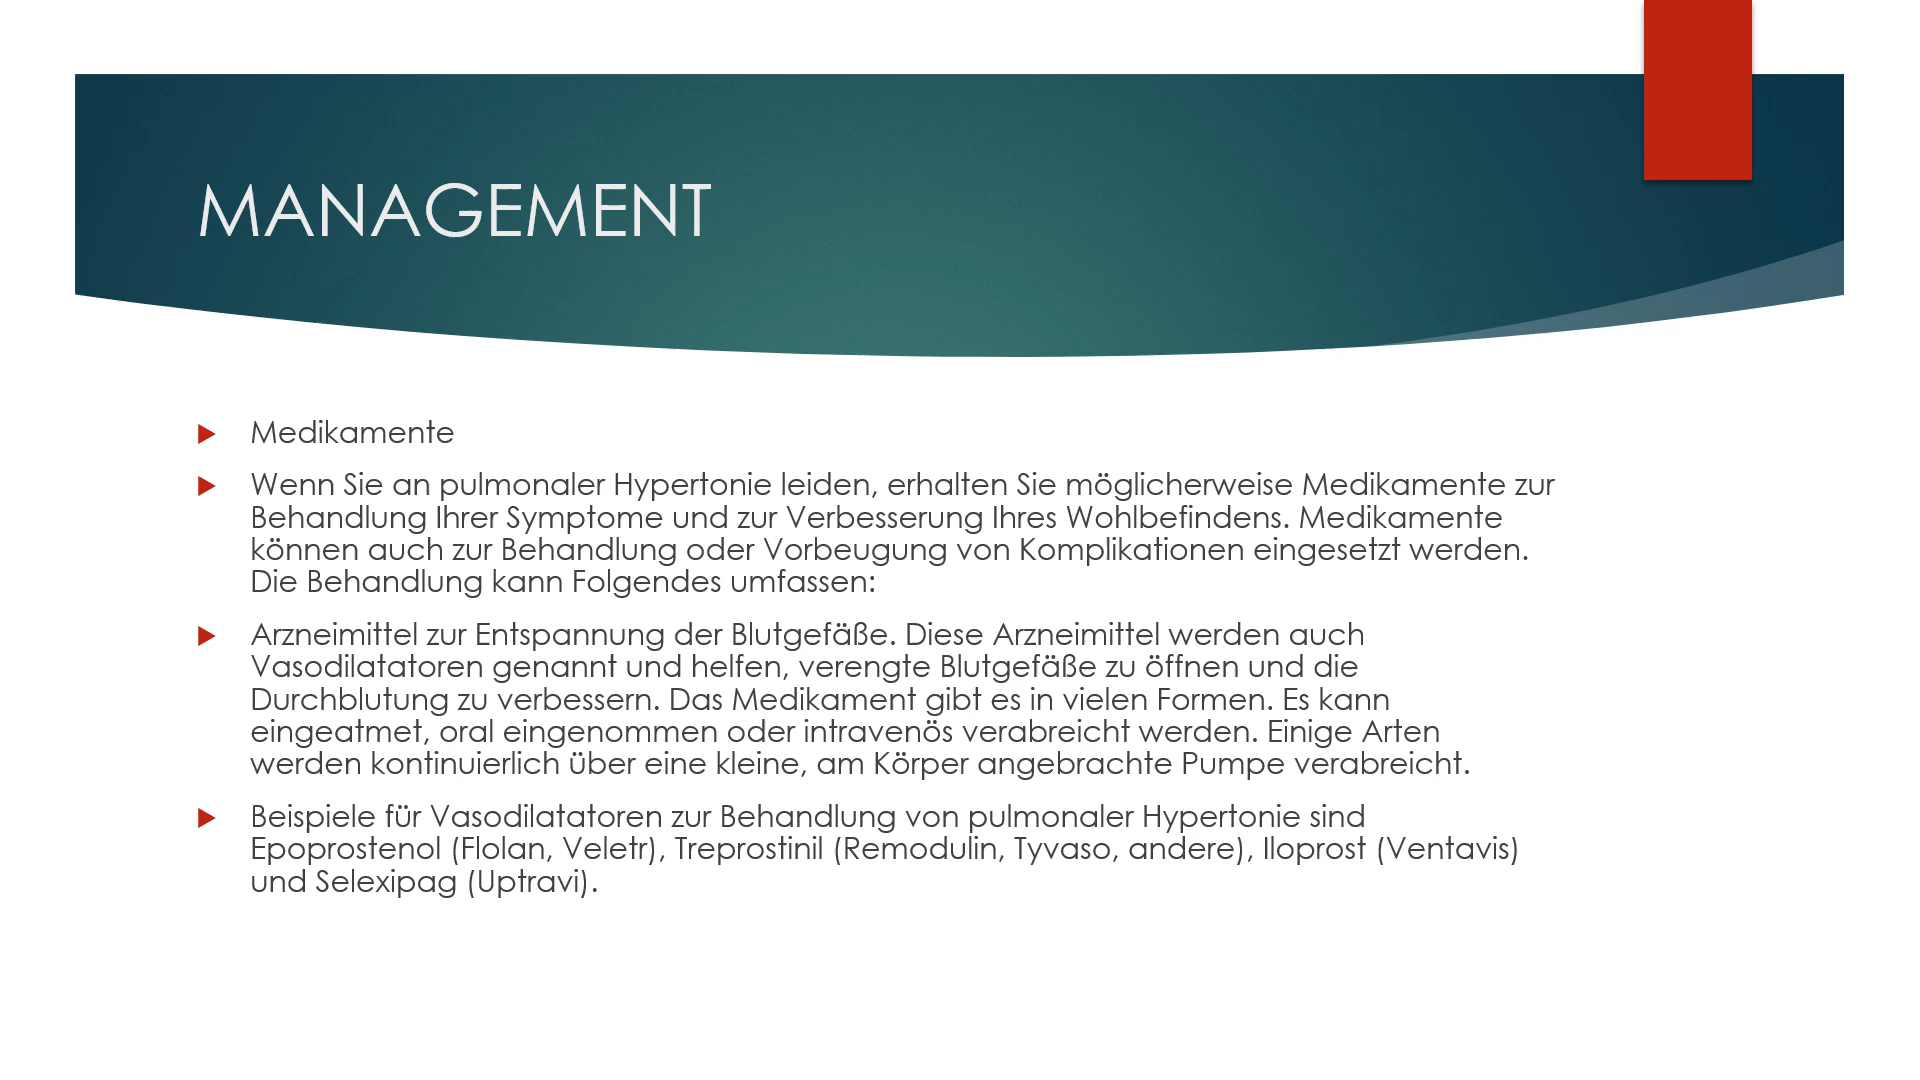 MANAGEMENT
Medikamente
Wenn Sie an pulmonaler Hypertonie leiden, erhalten Sie möglicherweise Medikamente zur
Behandlung Ihrer Symptome und zur Verbesserung Ihres Wohlbefindens. Medikamente
können auch zur Behandlung oder Vorbeugung von Komplikationen eingesetzt werden.
Die Behandlung kann Folgendes umfassen:
Arzneimittel zur Entspannung der Blutgefäße. Diese Arzneimittel werden auch
Vasodilatatoren genannt und helfen, verengte Blutgefäße zu öffnen und die
Durchblutung zu verbessern. Das Medikament gibt es in vielen Formen. Es kann
eingeatmet, oral eingenommen oder intravenös verabreicht werden. Einige Arten
werden kontinuierlich über eine kleine, am Körper angebrachte Pumpe verabreicht.
Beispiele für Vasodilatatoren zur Behandlung von pulmonaler Hypertonie sind
Epoprostenol (Flolan, Veletr), Treprostinil (Remodulin, Tyvaso, andere), Iloprost (Ventavis)
und Selexipag (Uptravi).